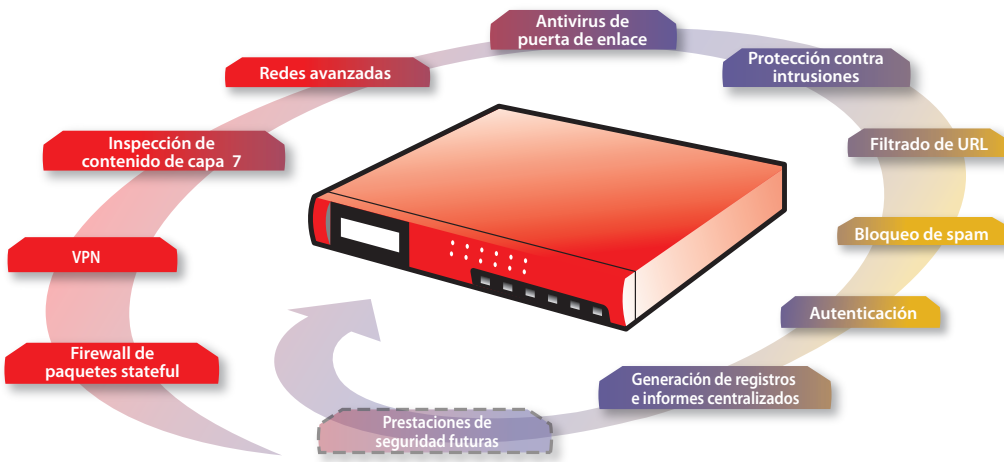 Antivirus de
puerta de enlace
Redes avanzadas
Protección contra
intrusiones
Inspección de
contenido de capa 7
Filtrado de URL
VPN
Bloqueo de spam
Autenticación
Firewall de
paquetes stateful
Generación de registros
e informes centralizados
Prestaciones de
seguridad futuras